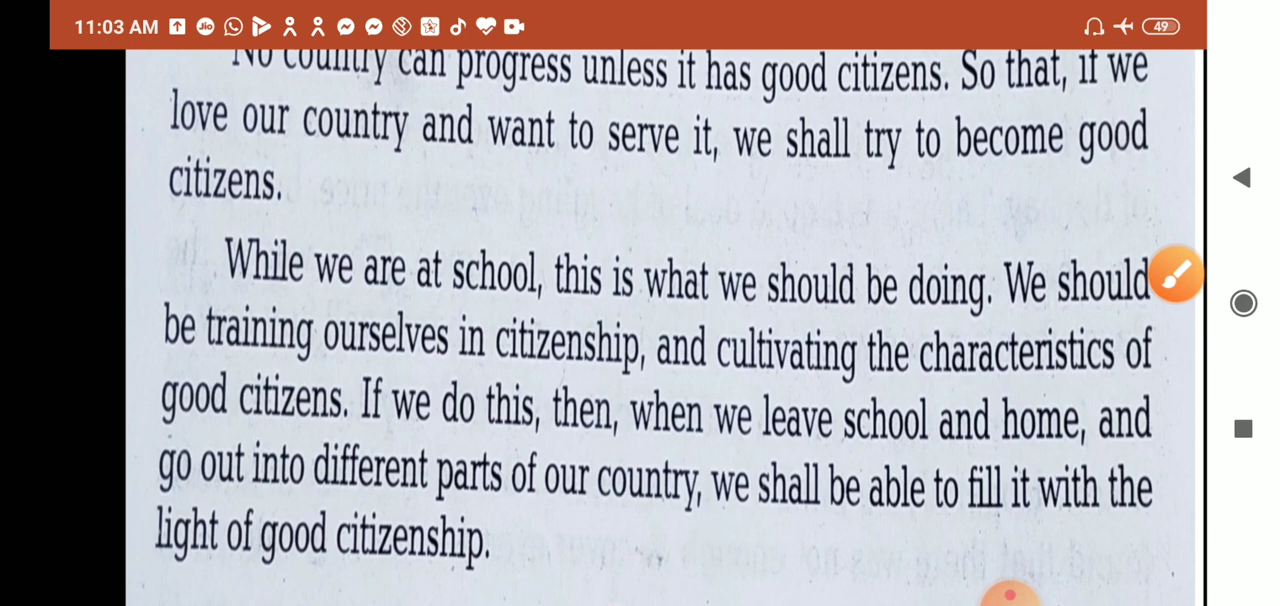 11:03 AM Jio 49
No country can progress unless it has good citizens. So that, if we
love our country and want to serve it, we shall try to become good
citizens.
While we are at school, this is what we should be doing. We should
be training ourselves in citizenship, and cultivating the characteristics of
good citizens. If we do this, then, when we leave school and home, and
go out into different parts of our country, we shall be able to fill it with the
light of good citizenship.